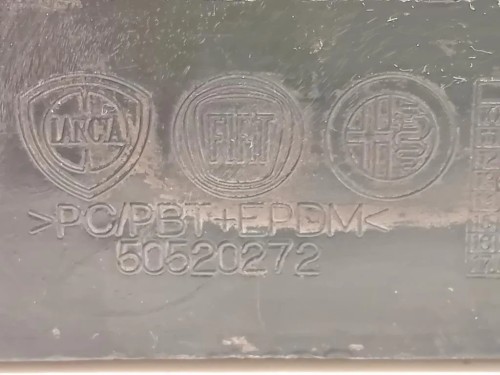 LANCIA
FIAT
>PC/PBT+EPDM<
50520272